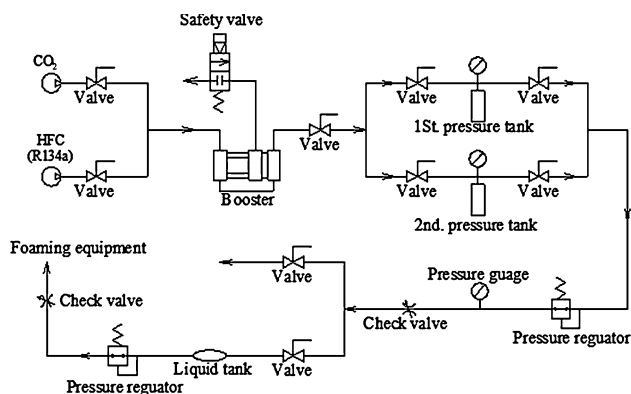 Safety valve
CO2
Valve
HFC
(R134a)
Valve
Booster
Valve
Valve
Valve
1St. pressure tank
Valve
Valve
2nd. pressure tank
Foaming equipment
Check valve
Pressure reguator
Liquid tank
Valve
Valve
Check valve
Pressure guage
Pressure reguator